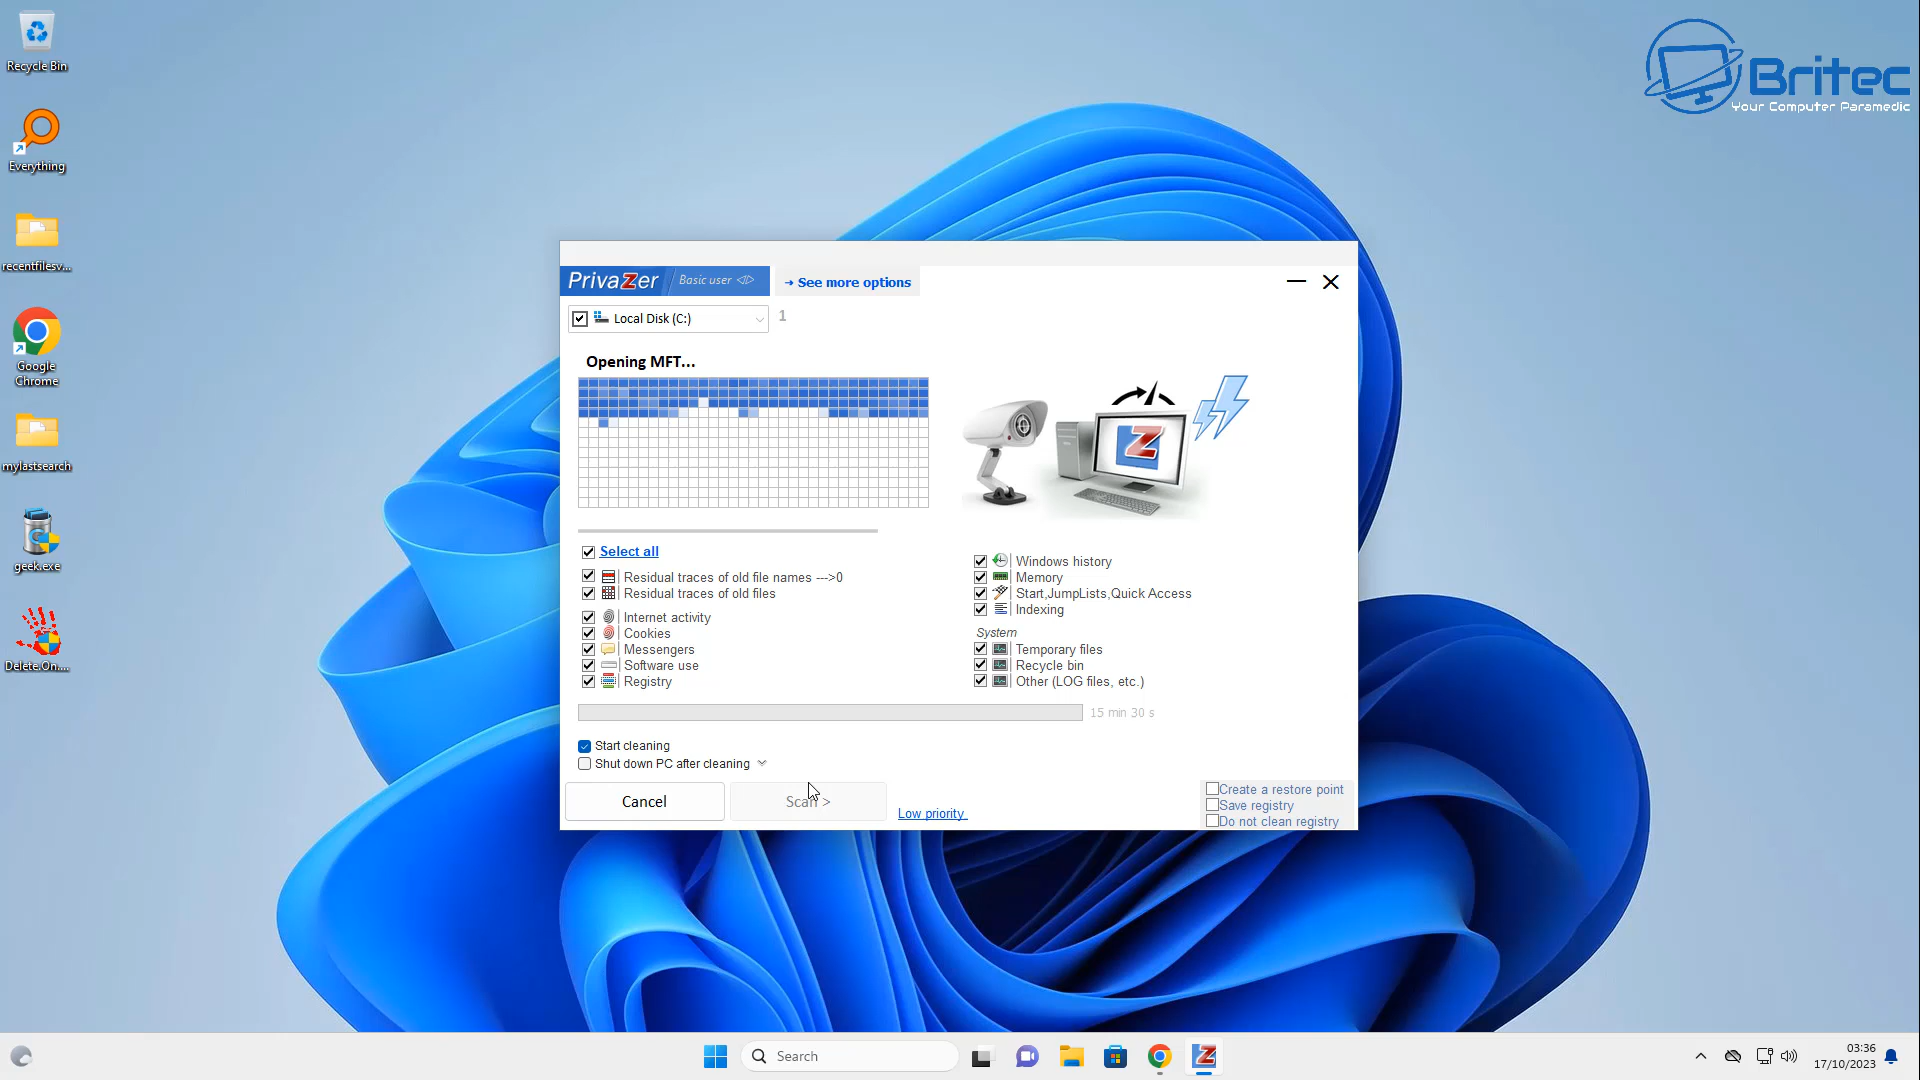 Recycle Bin
Everything
recentfilesv...
Google
Chrome
mylastsearch
geek.exe
Delete.On....
Britec
Your Computer Paramedic
PrivaZer
Basic user
See more options
Local Disk (C:)
1
Opening MFT...
Select all
Residual traces of old file names --->0
Residual traces of old files
Internet activity
Cookies
Messengers
Software use
Registry
Windows history
Memory
Start,JumpLists,Quick Access
Indexing
System
Temporary files
Recycle bin
Other (LOG files, etc.)
15 min 30 s
Start cleaning
Shut down PC after cleaning
Cancel
Scan >
Low priority
Create a restore point
Save registry
Do not clean registry
Search
03:36
17/10/2023